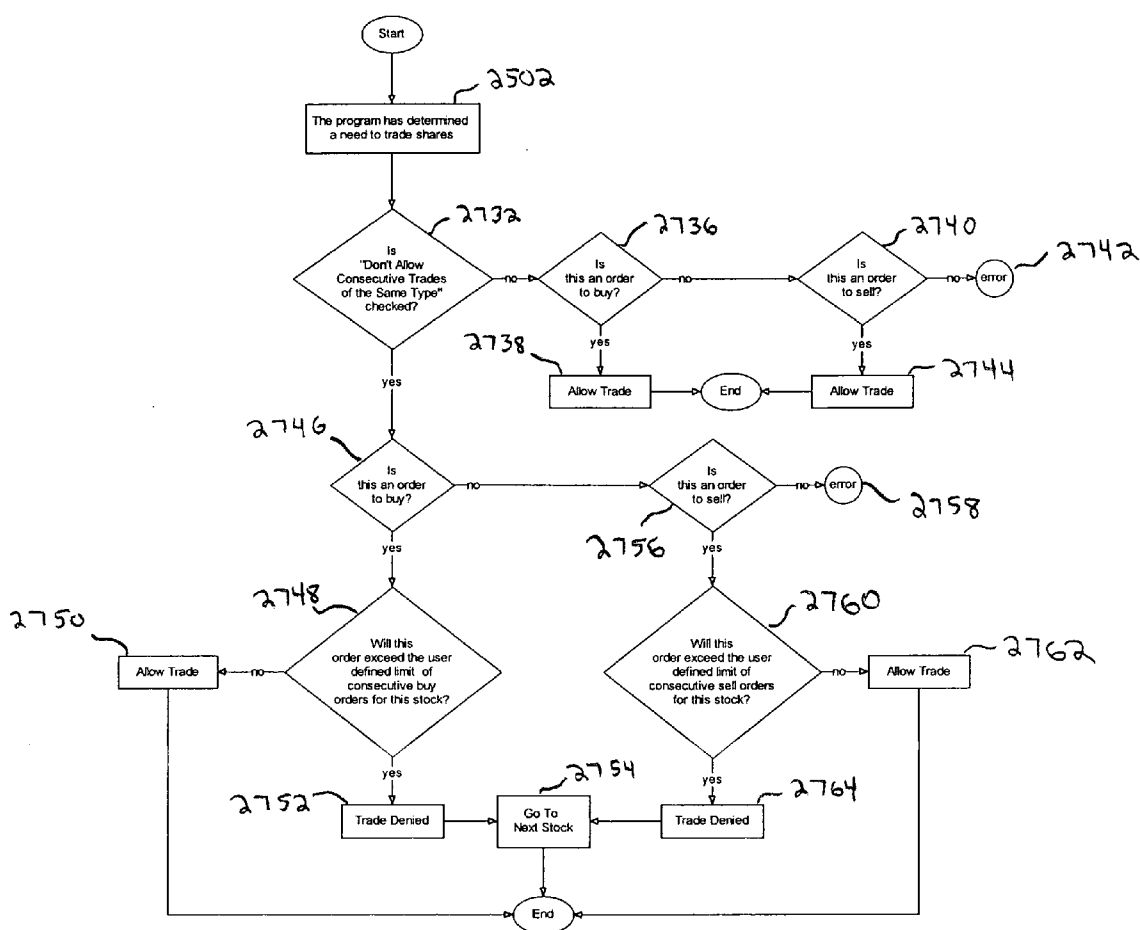 Start
2502
The program has determined
a need to trade shares
2732
Is
"Don't Allow
Consecutive Trades
of the Same Type"
checked?
no
2736
Is
this an order
to buy?
no
2740
Is
this an order
to sell?
no
error
2742
yes
yes
2738
Allow Trade
End
Allow Trade
2744
yes
2746
Is
this an order
to buy?
no
Is
this an order
to sell?
no
error
2758
2756
yes
yes
2748
Will this
order exceed the user
defined limit of
consecutive buy
orders for this stock?
no
2750
Allow Trade
2760
Will this
order exceed the user
defined limit of
consecutive sell orders
for this stock?
no
Allow Trade
2762
yes
yes
2752
Trade Denied
2754
Go To
Next Stock
2764
Trade Denied
End